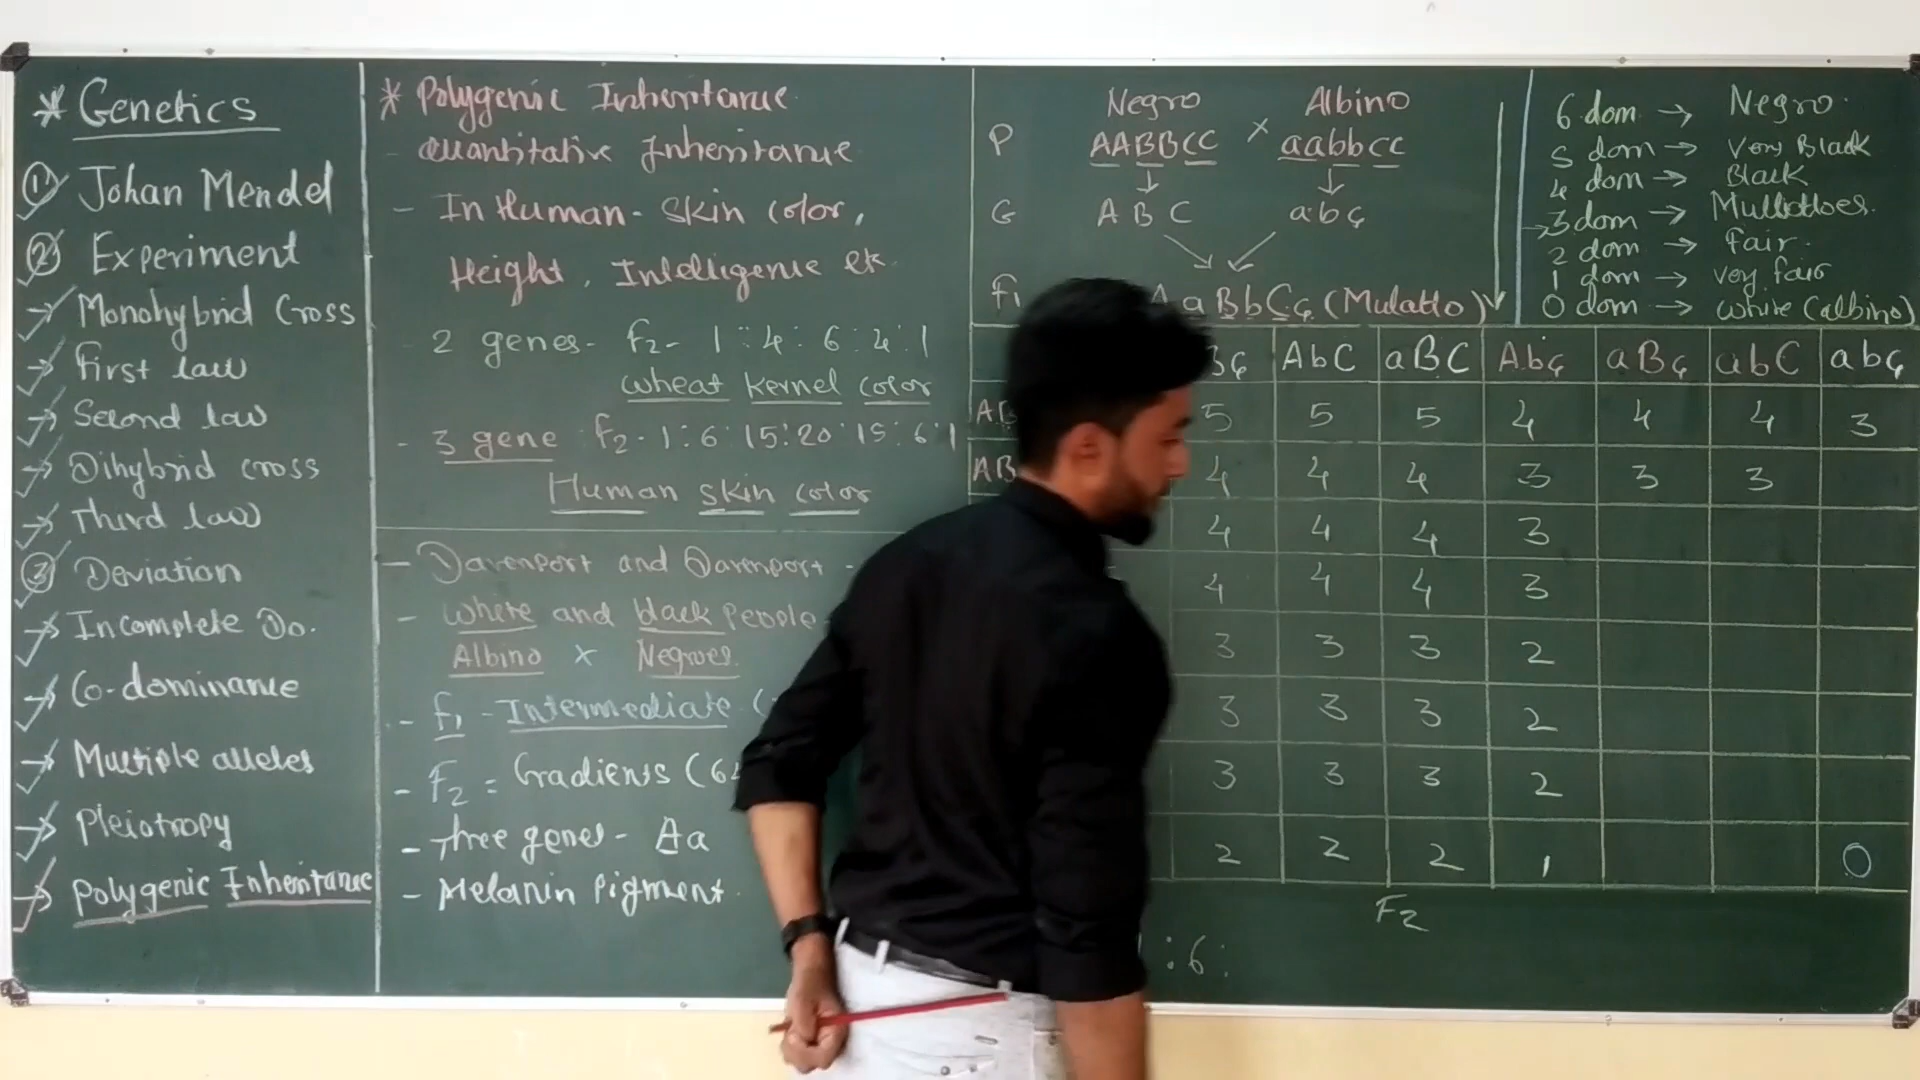 * Genetics
① Johan Mendel
② Experiment
→ Monohybrid Cross
→ First law
→ Second law
→ Dihybrid cross
→ Third law
③ Deviation
→ Incomplete Do.
→ Co-dominance
→ Multiple alleles
→ Pleiotropy
→ Polygenic Inheritance
* Polygenic Inheritance
- Quantitative Inheritance
- In Human - Skin color,
Height, Intelligence etc
- 2 genes - F2 - 1:4:6:4:1
wheat kernel color
- 3 gene F2 - 1:6:15:20:15:6:1
Human skin color
- Davenport and Davenport -
- white and black people
Albino x Negroes.
- F1 - Intermediate (
- F2 = Gradients (64
- Three genes - Aa
- Melanin Pigment.
Negro Albino
P AABBCC x aabbcc
G ABC abc
F1 AaBbCc (Mulatto)
6 dom → Negro.
5 dom → Very Black
4 dom → Black
→ 3 dom → Mullattoes.
2 dom → Fair.
1 dom → very fair
0 dom → white (albino)
Bc AbC aBC Abc aBc abC abc
AB 5 5 5 4 4 4 3
AB 4 4 4 3 3 3
4 4 4 3
4 4 4 3
3 3 3 2
3 3 3 2
3 3 3 2
2 2 2 1 0
F2
: 6 :